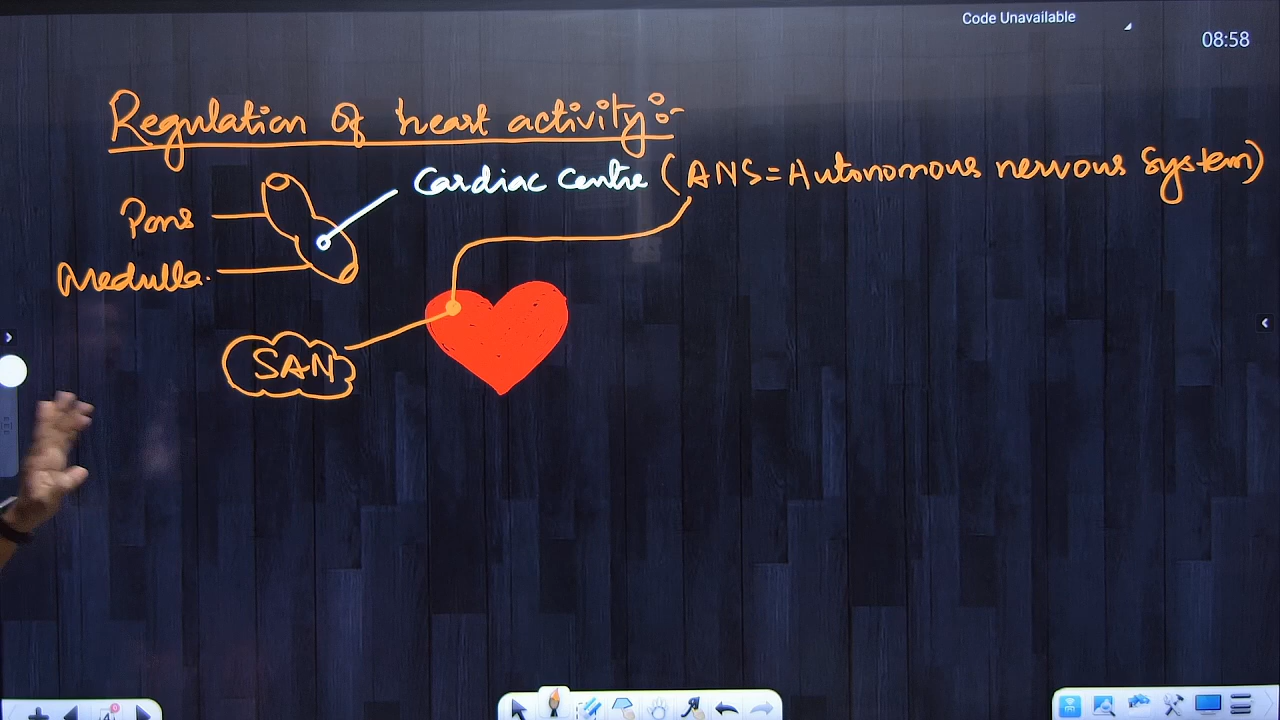 Code Unavailable
08:58
Regulation of heart activity :-
Cardiac Centre (ANS = Autonomous nervous System)
Pons
Medulla.
SAN